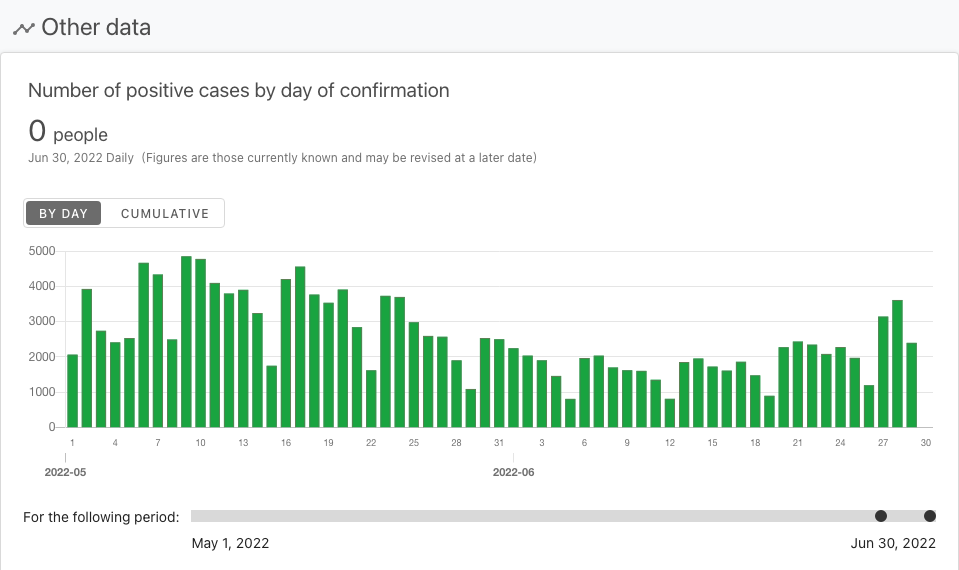 Other data
Number of positive cases by day of confirmation
0 people
Jun 30, 2022 Daily (Figures are those currently known and may be revised at a later date)
BY DAY CUMULATIVE
5000
4000
3000
2000
1000
0
1 4 7 10 13 16 19 22 25 28 31 3 6 9 12 15 18 21 24 27 30
2022-05 2022-06
For the following period:
May 1, 2022 Jun 30, 2022